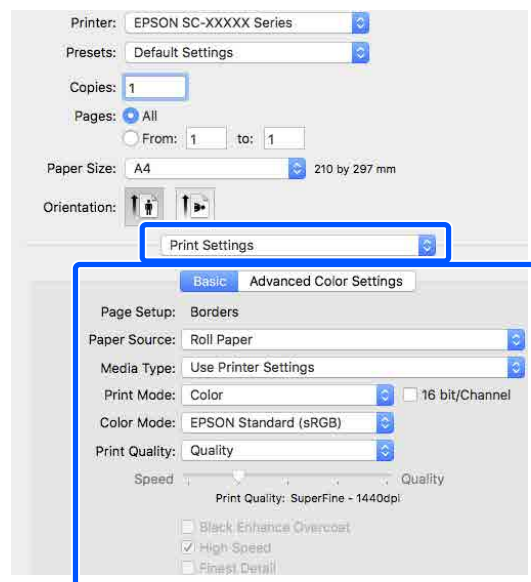 Printer: EPSON SC-XXXXX Series
Presets: Default Settings
Copies: 1
Pages: All
From: 1 to: 1
Paper Size: A4 210 by 297 mm
Orientation:
Print Settings
Basic Advanced Color Settings
Page Setup: Borders
Paper Source: Roll Paper
Media Type: Use Printer Settings
Print Mode: Color 16 bit/Channel
Color Mode: EPSON Standard (sRGB)
Print Quality: Quality
Speed Quality
Print Quality: SuperFine - 1440dpi
Black Enhance Overcoat
High Speed
Finest Detail